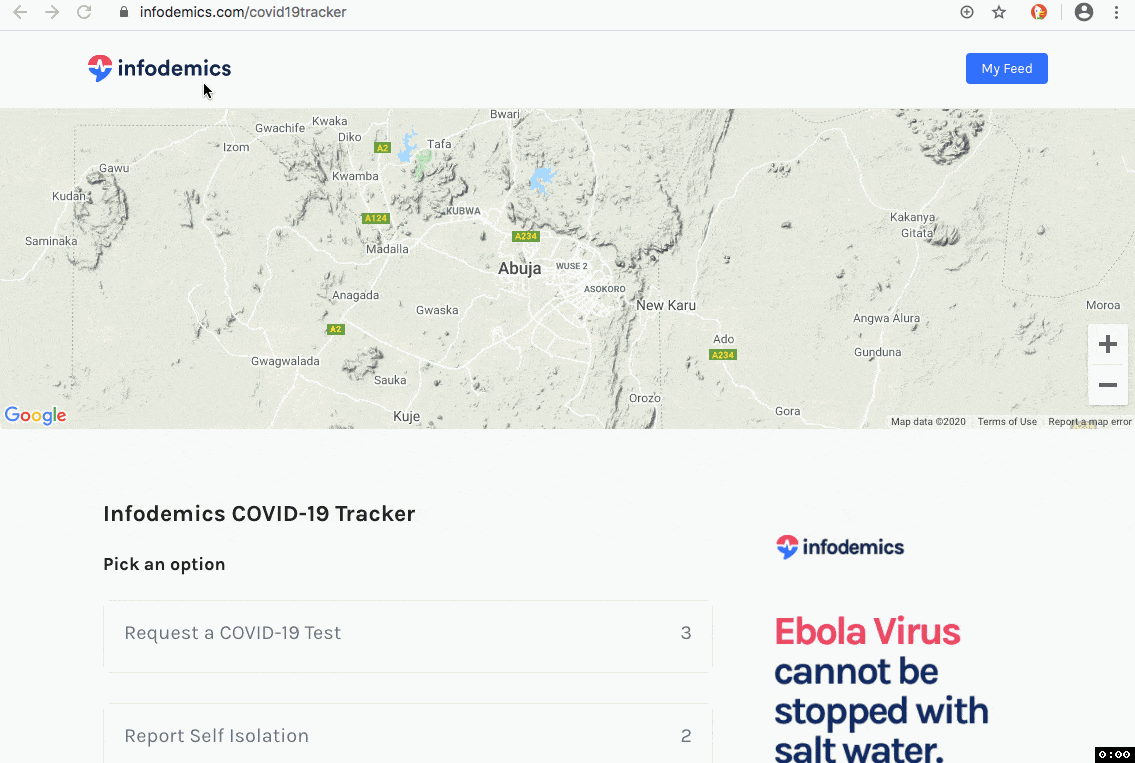 infodemics.com/covid19tracker
infodemics
My Feed
Bwari
Kwaka
Gwachife
Diko
Tafa
Izom
A2
Gawu
Kwamba
Kudan
KUBWA
A124
Kakanya
Gitata
Saminaka
Madalla
A234
Abuja
WUSE 2
ASOKORO
Anagada
New Karu
Moroa
Gwaska
Angwa Alura
A2
Ado
A234
Gunduna
Gwagwalada
Sauka
Orozo
Gora
Kuje
Google
Map data ©2020 Terms of Use Report a map error
Infodemics COVID-19 Tracker
Pick an option
Request a COVID-19 Test 3
Report Self Isolation 2
infodemics
Ebola Virus
cannot be
stopped with
salt water.
0:00